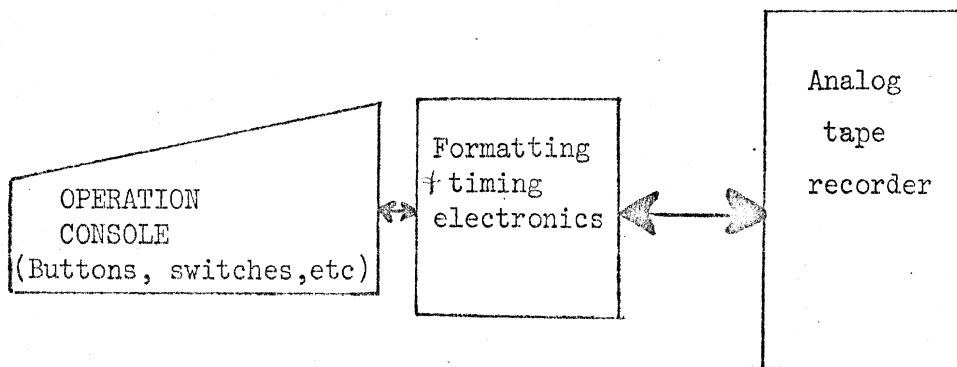 OPERATION
CONSOLE
(Buttons, switches,etc)
Formatting
+ timing
electronics
Analog
tape
recorder